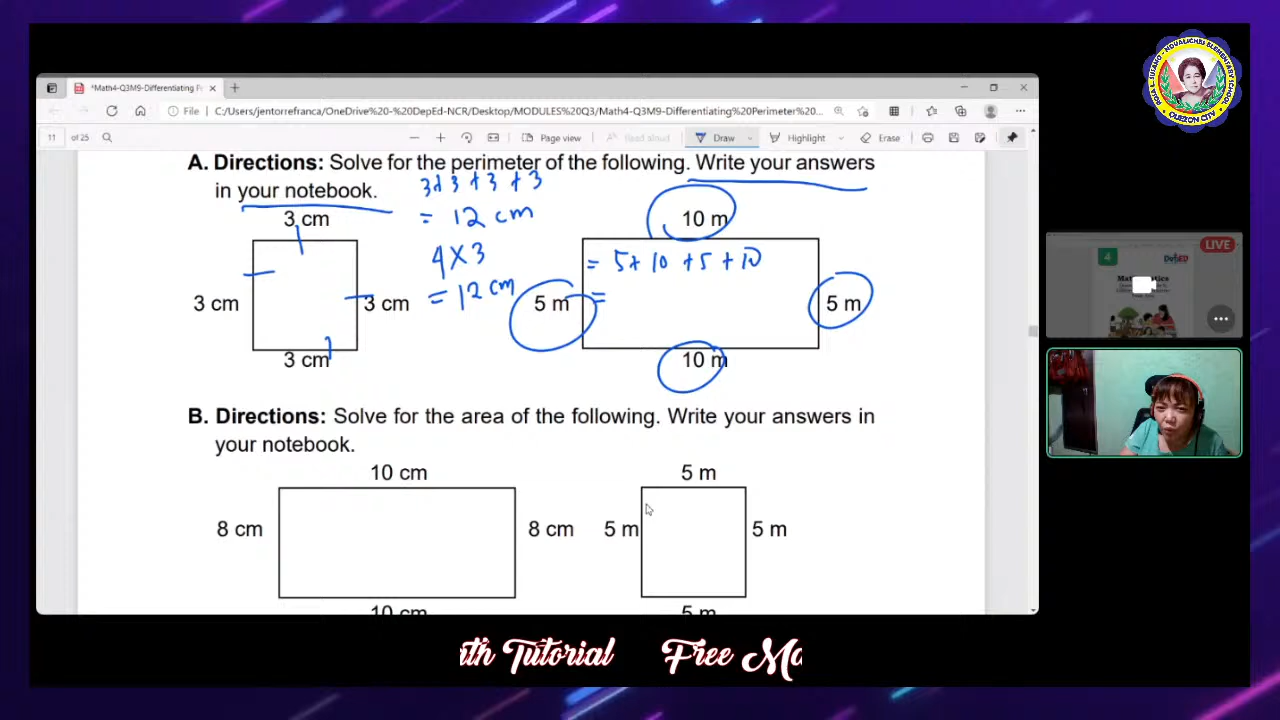 *Math4-Q3M9-Differentiating P
File
C:/Users/jentorrefranca/OneDrive%20-%20DepEd-NCR/Desktop/MODULES%20Q3/Math4-Q3M9-Differentiating%20Perimeter%20...
11 of 25
Page view
Read aloud
Draw
Highlight
Erase
A. Directions: Solve for the perimeter of the following. Write your answers
in your notebook.
3+3+3+3
= 12 cm
4x3
= 12 cm
3 cm
3 cm
3 cm
3 cm
10 m
= 5+ 10 +5 +10
=
5 m
5 m
10 m
B. Directions: Solve for the area of the following. Write your answers in
your notebook.
10 cm
8 cm
8 cm
10 cm
5 m
5 m
5 m
5 m
LIVE
4
DepED
QUEZON CITY
th Tutorial
Free Ma